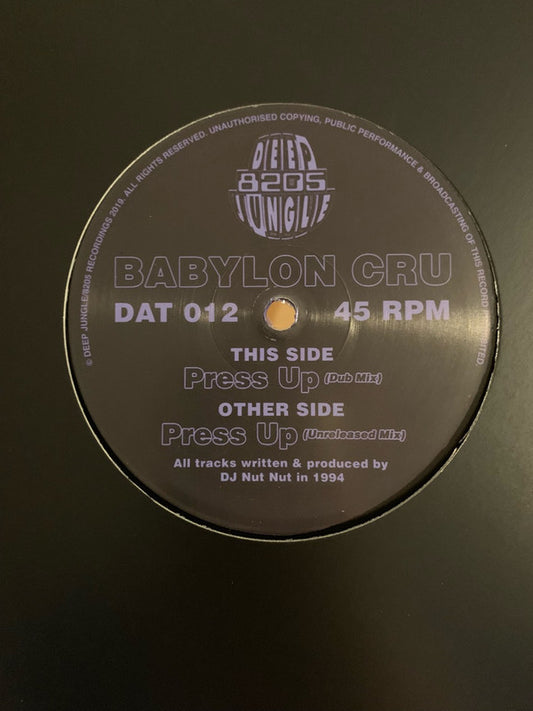 © DEEP JUNGLE/8205 RECORDINGS 2019. ALL RIGHTS RESERVED. UNAUTHORISED COPYING, PUBLIC PERFORMANCE & BROADCASTING OF THIS RECORD PROHIBITED
DEEP
8205
JUNGLE
BABYLON CRU
DAT 012 45 RPM
THIS SIDE
Press Up (Dub Mix)
OTHER SIDE
Press Up (Unreleased Mix)
All tracks written & produced by
DJ Nut Nut in 1994